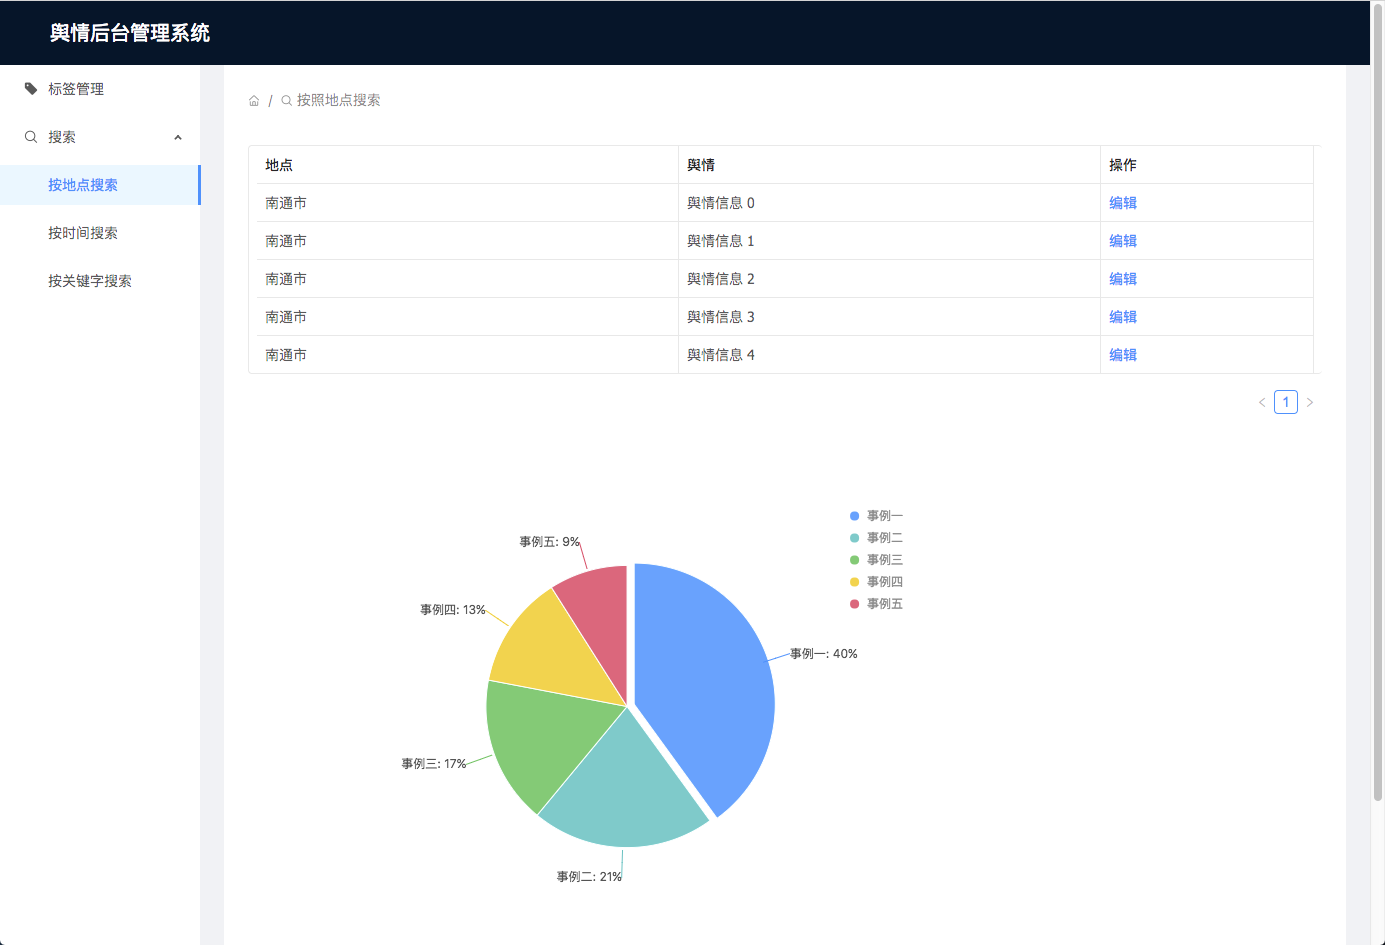 舆情后台管理系统
标签管理
搜索
按地点搜索
按时间搜索
按关键字搜索
/ 按照地点搜索
地点 舆情 操作
南通市 舆情信息 0 编辑
南通市 舆情信息 1 编辑
南通市 舆情信息 2 编辑
南通市 舆情信息 3 编辑
南通市 舆情信息 4 编辑
< 1 >
事例一
事例二
事例三
事例四
事例五
事例五: 9%
事例四: 13%
事例一: 40%
事例三: 17%
事例二: 21%